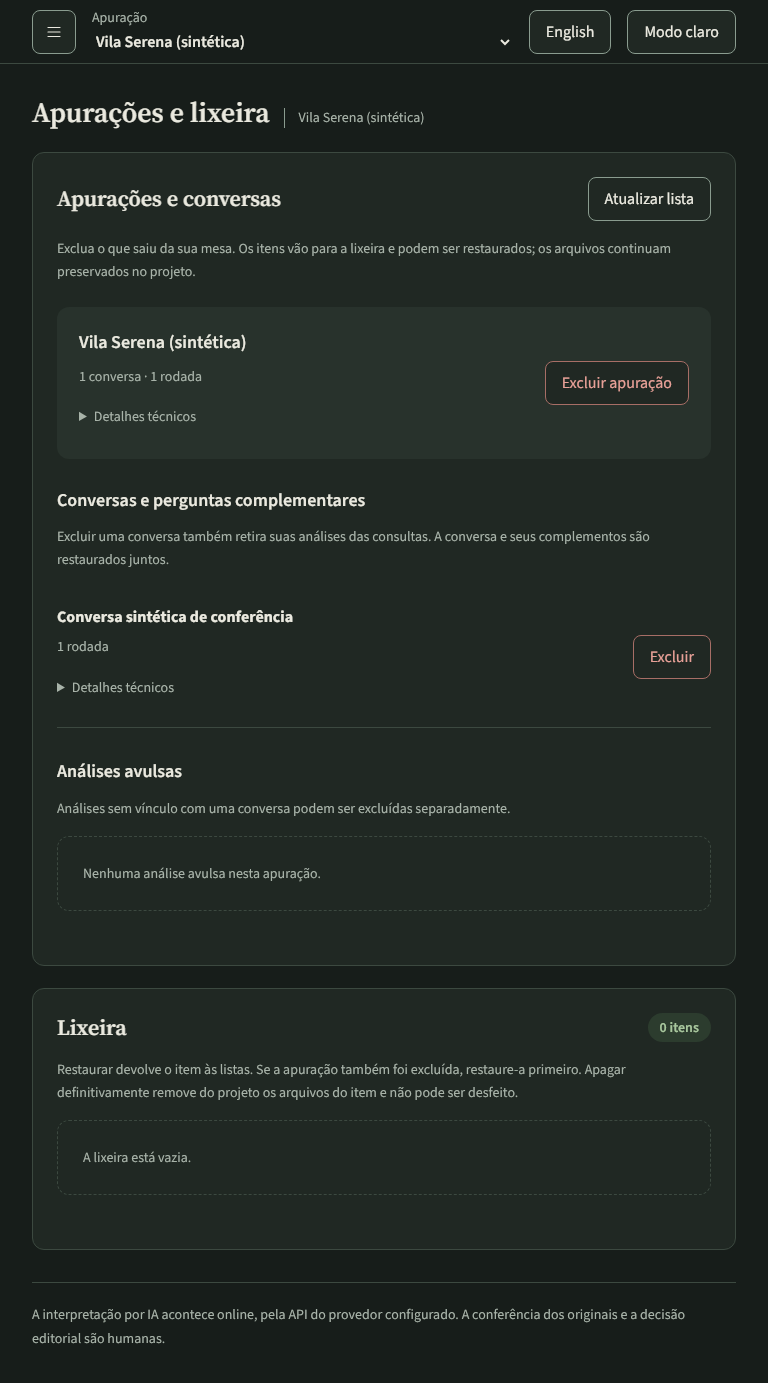 Apuração
Vila Serena (sintética)
English
Modo claro
Apurações e lixeira
Vila Serena (sintética)
Apurações e conversas
Atualizar lista
Exclua o que saiu da sua mesa. Os itens vão para a lixeira e podem ser restaurados; os arquivos continuam
preservados no projeto.
Vila Serena (sintética)
1 conversa · 1 rodada
Detalhes técnicos
Excluir apuração
Conversas e perguntas complementares
Excluir uma conversa também retira suas análises das consultas. A conversa e seus complementos são
restaurados juntos.
Conversa sintética de conferência
1 rodada
Detalhes técnicos
Excluir
Análises avulsas
Análises sem vínculo com uma conversa podem ser excluídas separadamente.
Nenhuma análise avulsa nesta apuração.
Lixeira
0 itens
Restaurar devolve o item às listas. Se a apuração também foi excluída, restaure-a primeiro. Apagar
definitivamente remove do projeto os arquivos do item e não pode ser desfeito.
A lixeira está vazia.
A interpretação por IA acontece online, pela API do provedor configurado. A conferência dos originais e a decisão
editorial são humanas.